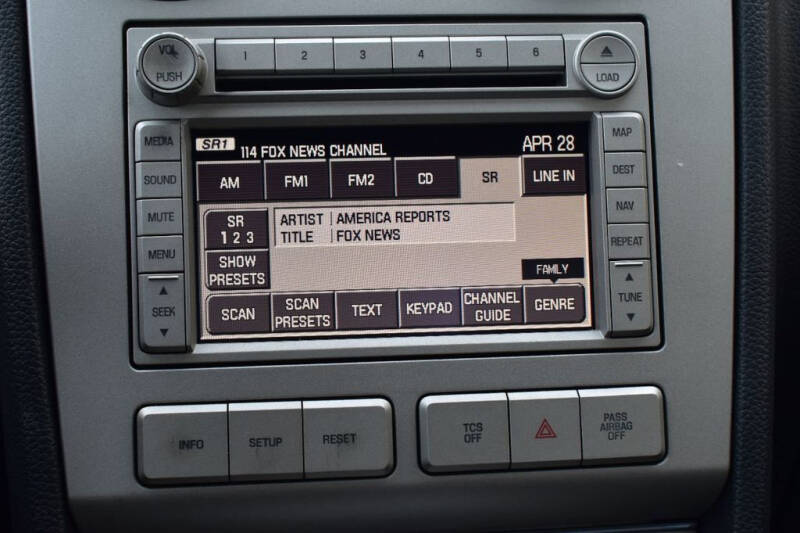 VOL
PUSH
1 2 3 4 5 6
LOAD
MEDIA
SOUND
MUTE
MENU
SEEK
SR1 114 FOX NEWS CHANNEL APR 28
AM FM1 FM2 CD SR LINE IN
SR
1 2 3
ARTIST AMERICA REPORTS
TITLE FOX NEWS
SHOW
PRESETS
FAMILY
SCAN
SCAN
PRESETS
TEXT
KEYPAD
CHANNEL
GUIDE
GENRE
MAP
DEST
NAV
REPEAT
TUNE
INFO
SETUP
RESET
TCS
OFF
PASS
AIRBAG
OFF